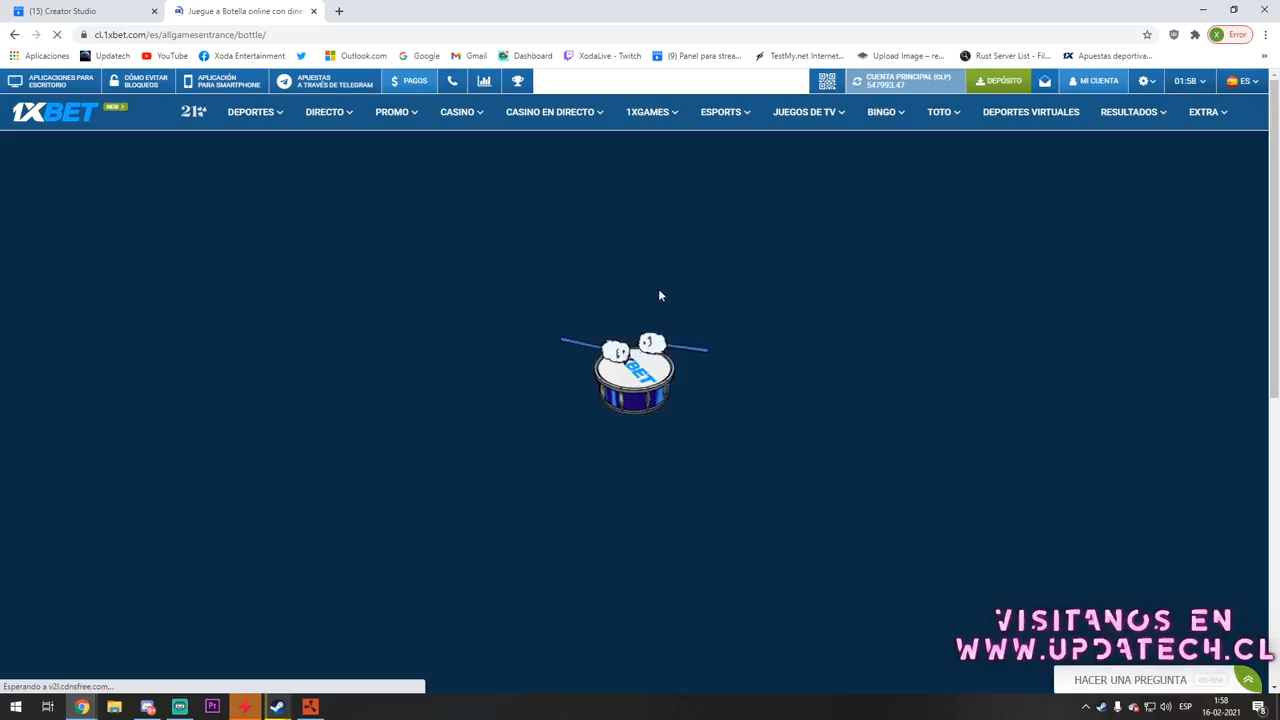 (15) Creator Studio
Juegue a Botella online con dine
cl.1xbet.com/es/allgamesentrance/bottle/
Error
Aplicaciones
Updatech
YouTube
Xoda Entertainment
Outlook.com
Google
Gmail
Dashboard
XodaLive - Twitch
(9) Panel para strea...
TestMy.net Internet...
Upload Image – re...
Rust Server List - Fil...
Apuestas deportiva...
APLICACIONES PARA
ESCRITORIO
CÓMO EVITAR
BLOQUEOS
APLICACIÓN
PARA SMARTPHONE
APUESTAS
A TRAVÉS DE TELEGRAM
PAGOS
CUENTA PRINCIPAL (CLP)
547993.47
DEPÓSITO
MI CUENTA
01:58
ES
1XBET
NEW
21
DEPORTES
DIRECTO
PROMO
CASINO
CASINO EN DIRECTO
1XGAMES
ESPORTS
JUEGOS DE TV
BINGO
TOTO
DEPORTES VIRTUALES
RESULTADOS
EXTRA
XBET
VISITANOS EN
WWW.UPDATECH.CL
HACER UNA PREGUNTA
on-line
Esperando a v2l.cdnsfree.com...
ESP
1:58
16-02-2021